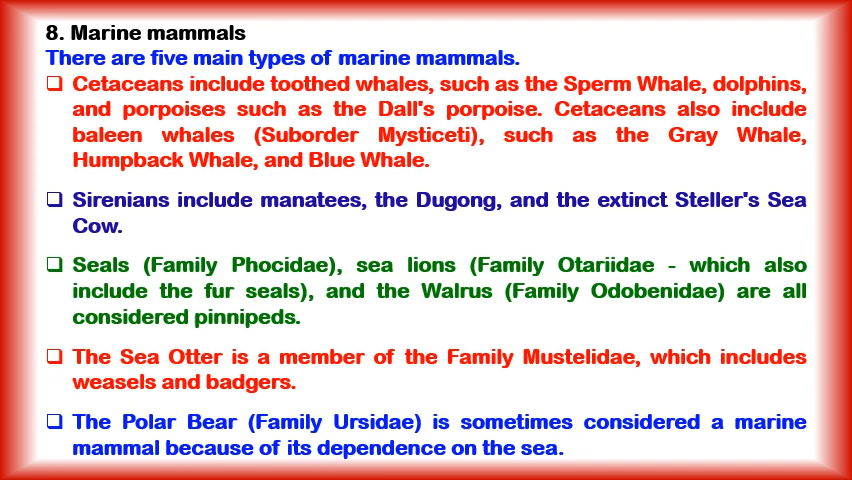 8. Marine mammals
There are five main types of marine mammals.
❑ Cetaceans include toothed whales, such as the Sperm Whale, dolphins,
and porpoises such as the Dall's porpoise. Cetaceans also include
baleen whales (Suborder Mysticeti), such as the Gray Whale,
Humpback Whale, and Blue Whale.
❑ Sirenians include manatees, the Dugong, and the extinct Steller's Sea
Cow.
❑ Seals (Family Phocidae), sea lions (Family Otariidae - which also
include the fur seals), and the Walrus (Family Odobenidae) are all
considered pinnipeds.
❑ The Sea Otter is a member of the Family Mustelidae, which includes
weasels and badgers.
❑ The Polar Bear (Family Ursidae) is sometimes considered a marine
mammal because of its dependence on the sea.